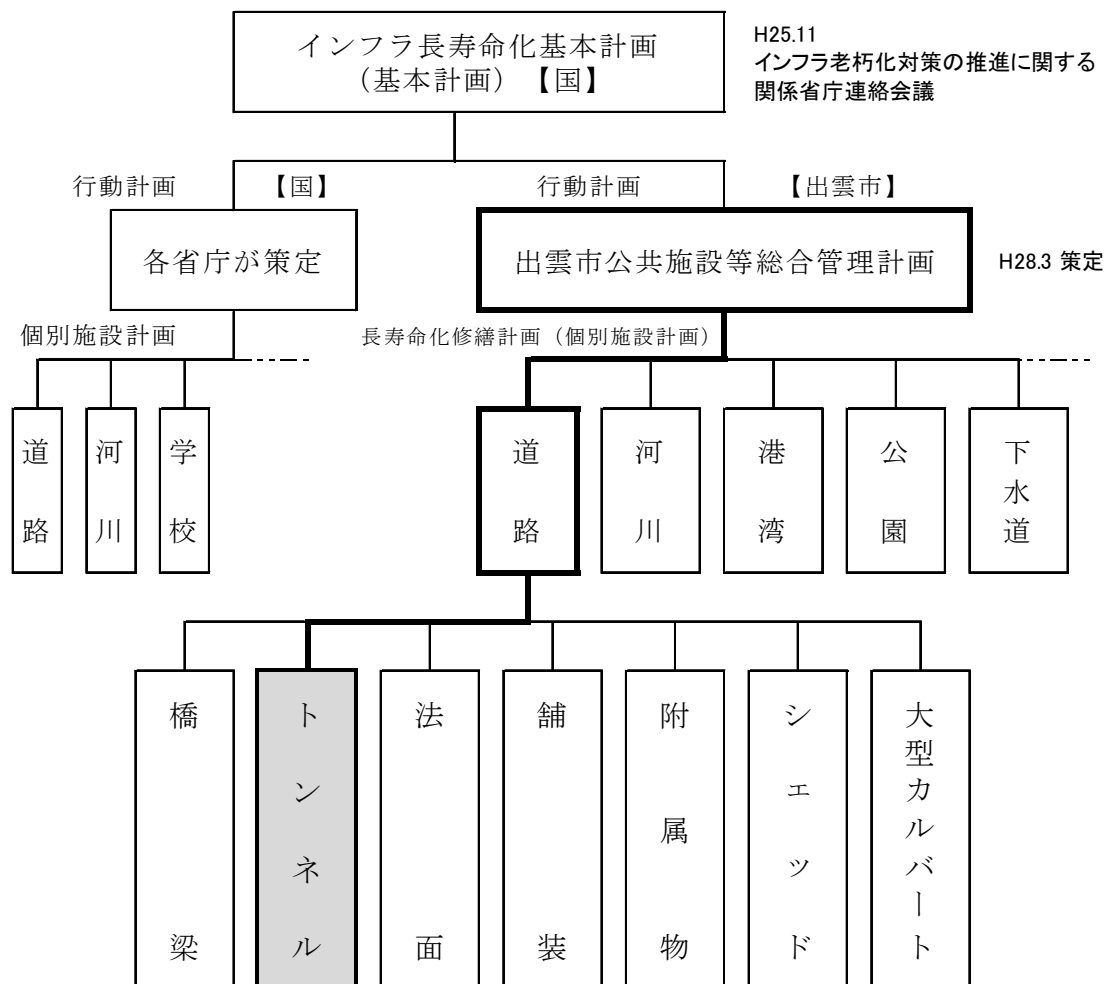 インフラ長寿命化基本計画
(基本計画)【国】
H25.11
インフラ老朽化対策の推進に関する
関係省庁連絡会議
行動計画 【国】
行動計画 【出雲市】
各省庁が策定
出雲市公共施設等総合管理計画
H28.3 策定
個別施設計画
長寿命化修繕計画(個別施設計画)
道路
河川
学校
道路
河川
港湾
公園
下水道
橋梁
トンネル
法面
舗装
附属物
シェッド
大型カルバート